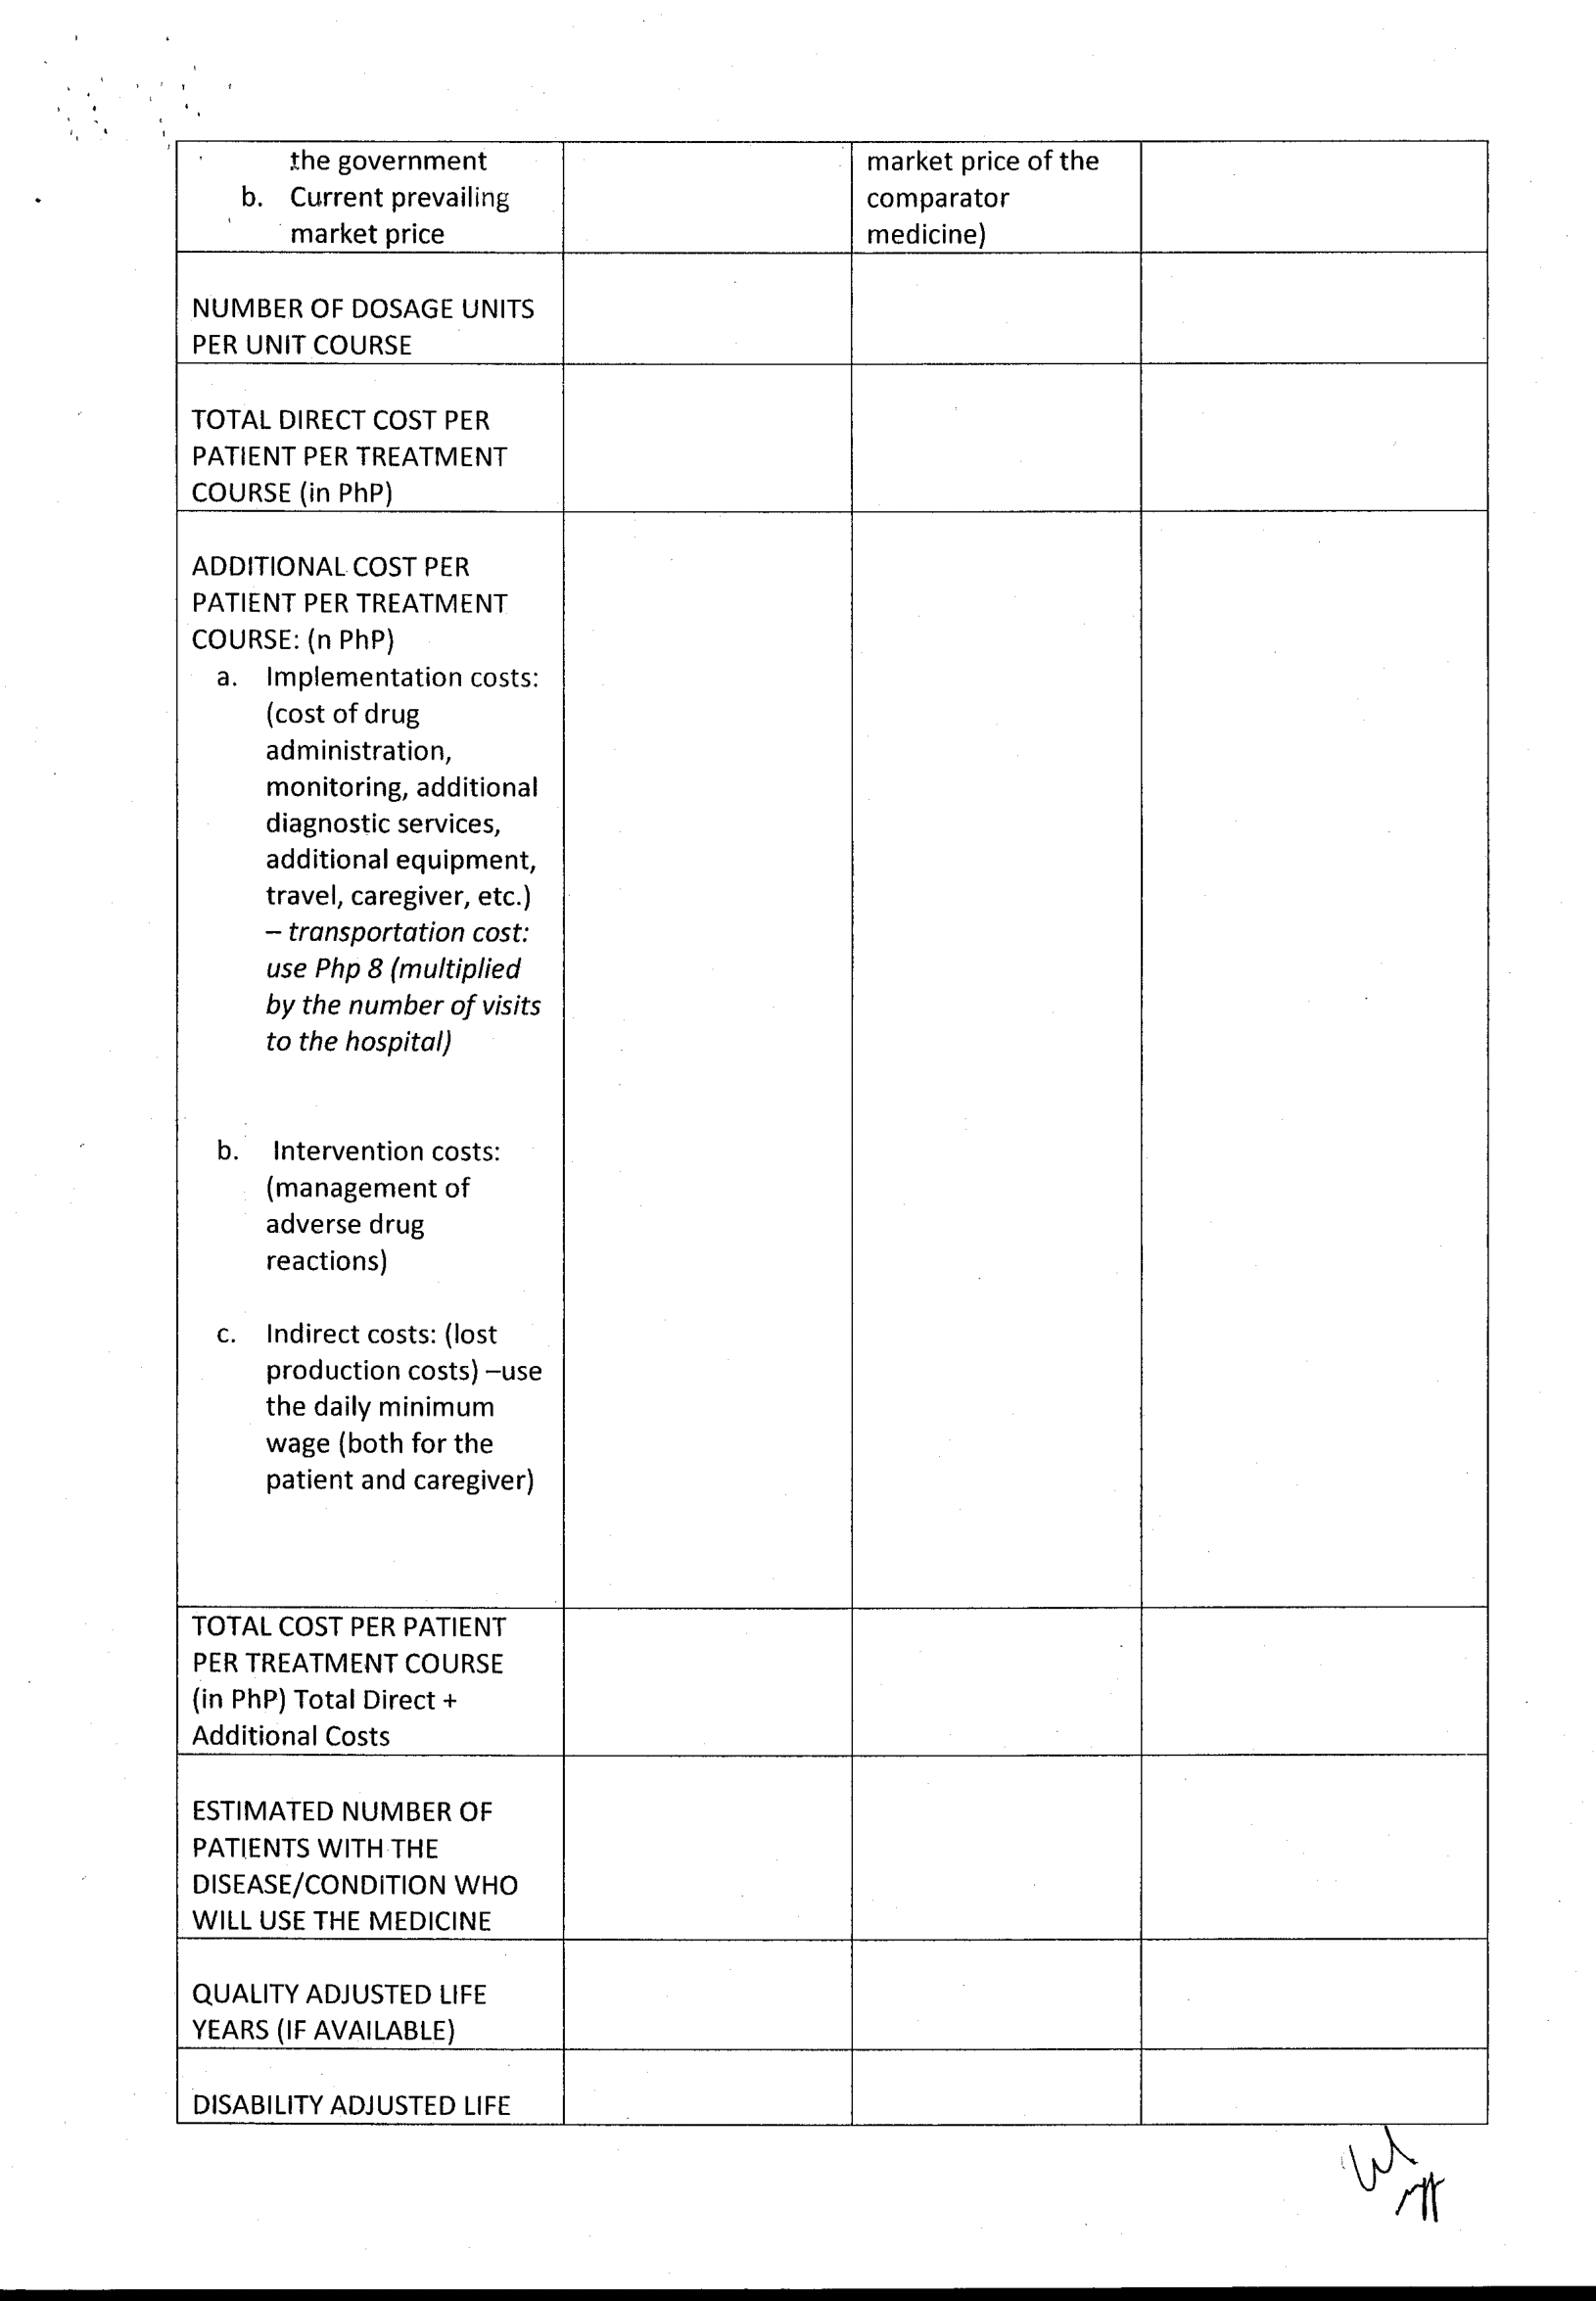 the government
b. Current prevailing
market price
market price of the
comparator
medicine)
NUMBER OF DOSAGE UNITS
PER UNIT COURSE
TOTAL DIRECT COST PER
PATIENT PER TREATMENT
COURSE (in PhP)
ADDITIONAL COST PER
PATIENT PER TREATMENT
COURSE: (n PhP)
a. Implementation costs:
(cost of drug
administration,
monitoring, additional
diagnostic services,
additional equipment,
travel, caregiver, etc.)
– transportation cost:
use Php 8 (multiplied
by the number of visits
to the hospital)
b. Intervention costs:
(management of
adverse drug
reactions)
c. Indirect costs: (lost
production costs) –use
the daily minimum
wage (both for the
patient and caregiver)
TOTAL COST PER PATIENT
PER TREATMENT COURSE
(in PhP) Total Direct +
Additional Costs
ESTIMATED NUMBER OF
PATIENTS WITH THE
DISEASE/CONDITION WHO
WILL USE THE MEDICINE
QUALITY ADJUSTED LIFE
YEARS (IF AVAILABLE)
DISABILITY ADJUSTED LIFE